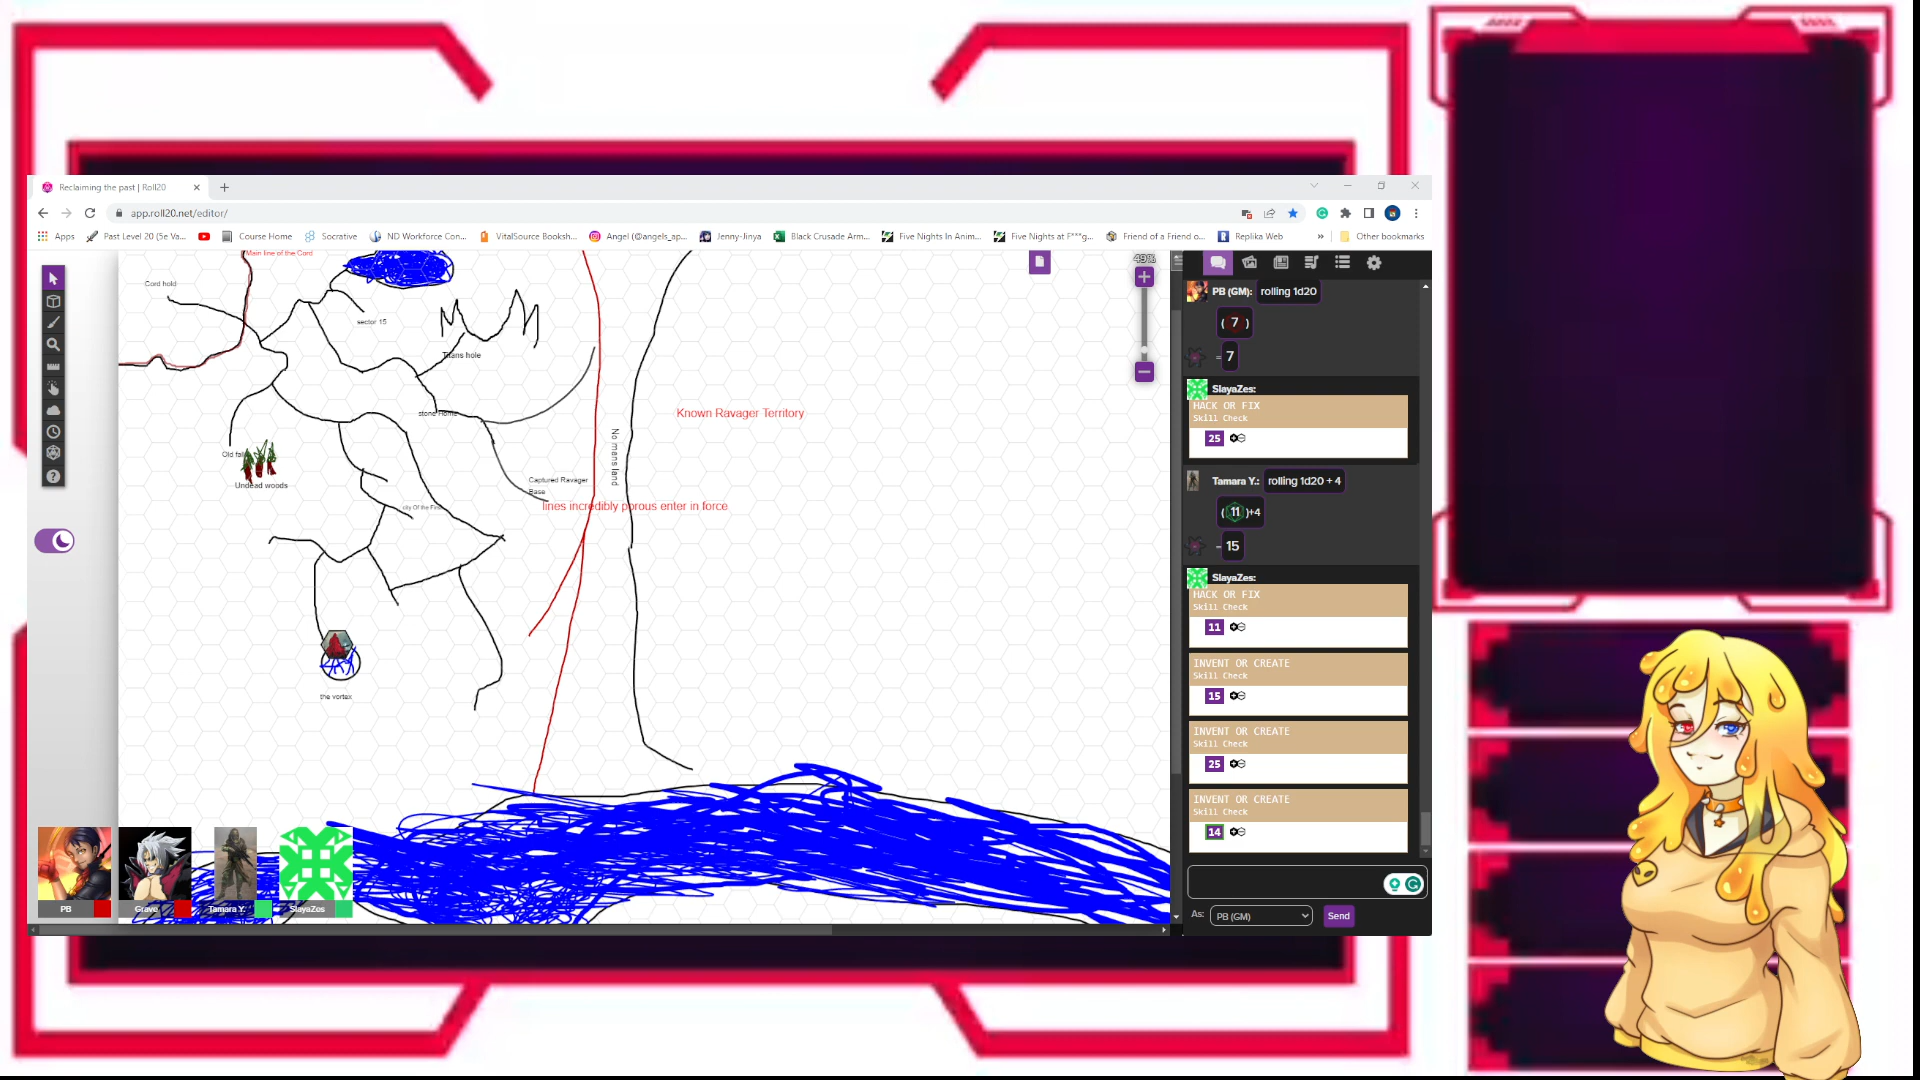 Reclaiming the past | Roll20
app.roll20.net/editor/
Apps
Past Level 20 (5e Va...
Course Home
Socrative
ND Workforce Con...
VitalSource Booksh...
Angel (@angels_ap...
Jenny-Jinya
Black Crusade Arm...
Five Nights In Anim...
Five Nights at F***g...
Friend of a Friend o...
Replika Web
»
Other bookmarks
Main line of the Cord
Cord hold
sector 15
Titans hole
stone Home
Known Ravager Territory
No mans land
Undead woods
Captured Ravager
Base
lines incredibly porous enter in force
the vortex
49%
PB (GM): rolling 1d20
(7)
=7
SlayaZes:
HACK OR FIX
Skill Check
25
Tamara Y.: rolling 1d20 + 4
(11)+4
=15
SlayaZes:
HACK OR FIX
Skill Check
11
INVENT OR CREATE
Skill Check
15
INVENT OR CREATE
Skill Check
25
INVENT OR CREATE
Skill Check
14
As: PB (GM) Send
PB
Grave
Tamara Y.
SlayaZes